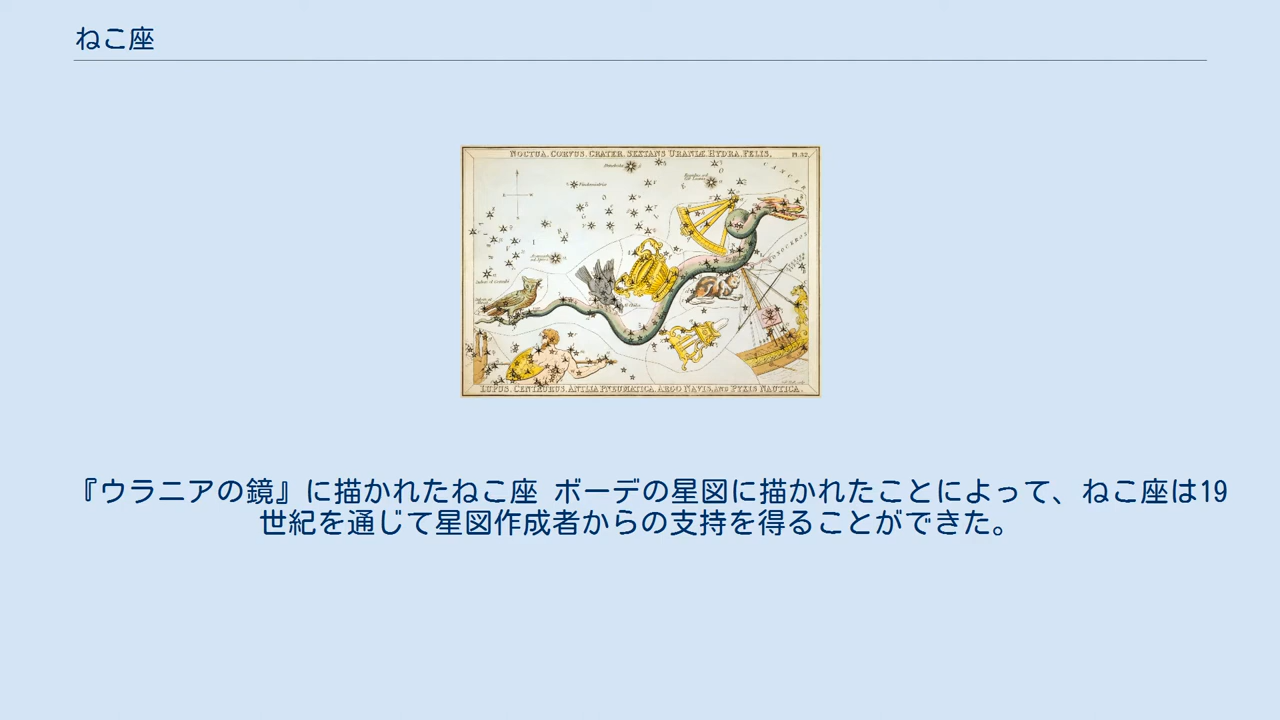 ねこ座
NOCTUA, CORVUS, CRATER, SEXTANS URANIÆ, HYDRA, FELIS,
Pl. 32.
CANCER
MONOCEROS
LUPUS, CENTAURUS, ANTLIA PNEUMATICA, ARGO NAVIS, AND PYXIS NAUTICA.
『ウラニアの鏡』に描かれたねこ座 ボーデの星図に描かれたことによって、ねこ座は19
世紀を通じて星図作成者からの支持を得ることができた。